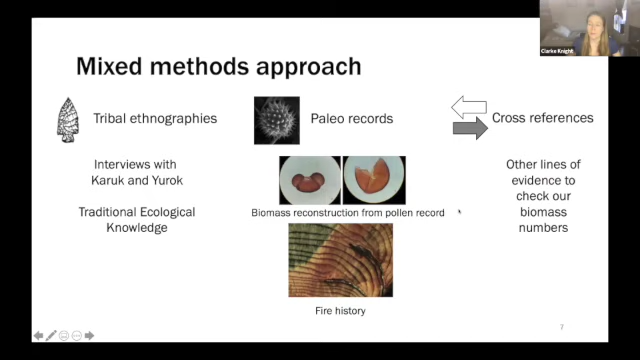 Clarke Knight
Mixed methods approach
Tribal ethnographies
Paleo records
Cross references
Interviews with
Karuk and Yurok
Traditional Ecological
Knowledge
Biomass reconstruction from pollen record
Fire history
Other lines of
evidence to
check our
biomass
numbers
7